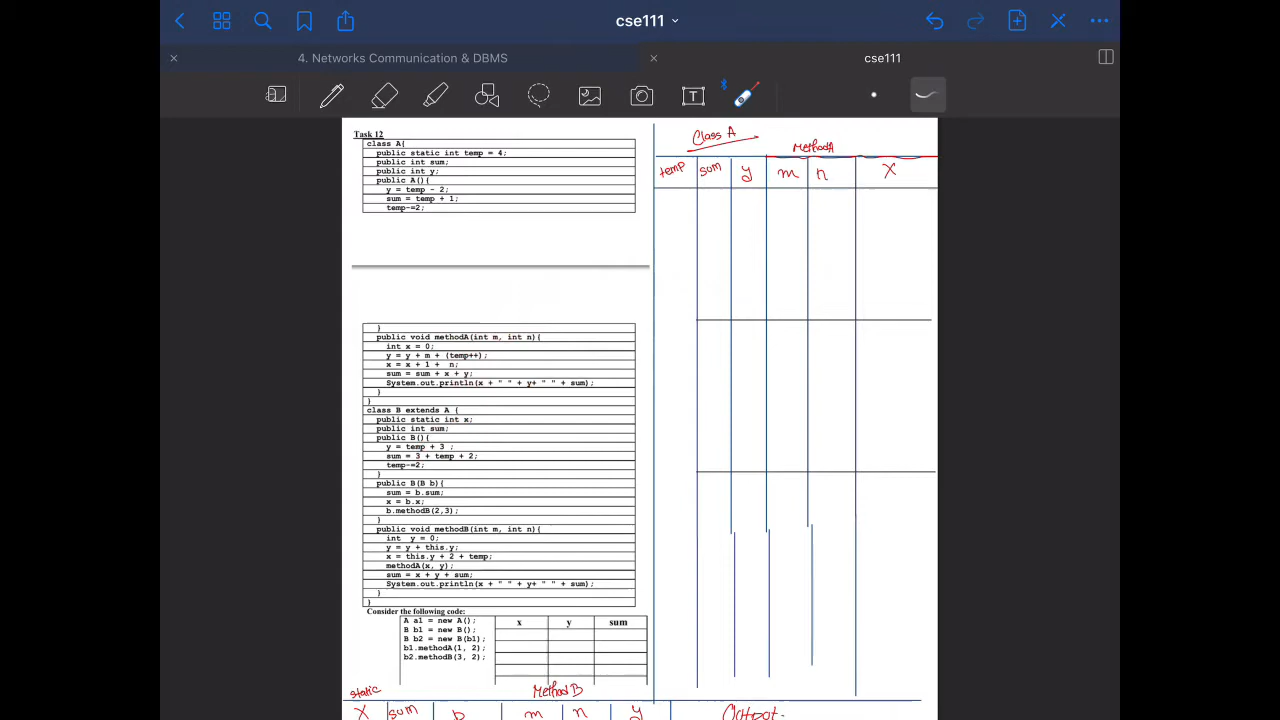 cse111
4. Networks Communication & DBMS
cse111
Task 12
class A{
public static int temp = 4;
public int sum;
public int y;
public A(){
y = temp - 2;
sum = temp + 1;
temp-=2;
}
public void methodA(int m, int n){
int x = 0;
y = y + m + (temp++);
x = x + 1 + n;
sum = sum + x + y;
System.out.println(x + " " + y+ " " + sum);
}
}
class B extends A {
public static int x;
public int sum;
public B(){
y = temp + 3 ;
sum = 3 + temp + 2;
temp-=2;
}
public B(B b){
sum = b.sum;
x = b.x;
b.methodB(2,3);
}
public void methodB(int m, int n){
int y = 0;
y = y + this.y;
x = this.y + 2 + temp;
methodA(x, y);
sum = x + y + sum;
System.out.println(x + " " + y+ " " + sum);
}
}
Consider the following code:
A a1 = new A();
B b1 = new B();
B b2 = new B(b1);
b1.methodA(1, 2);
b2.methodB(3, 2);
x y sum
Class A
MethodA
temp sum y m n x
static
Method B
X sum b m n y
Output: